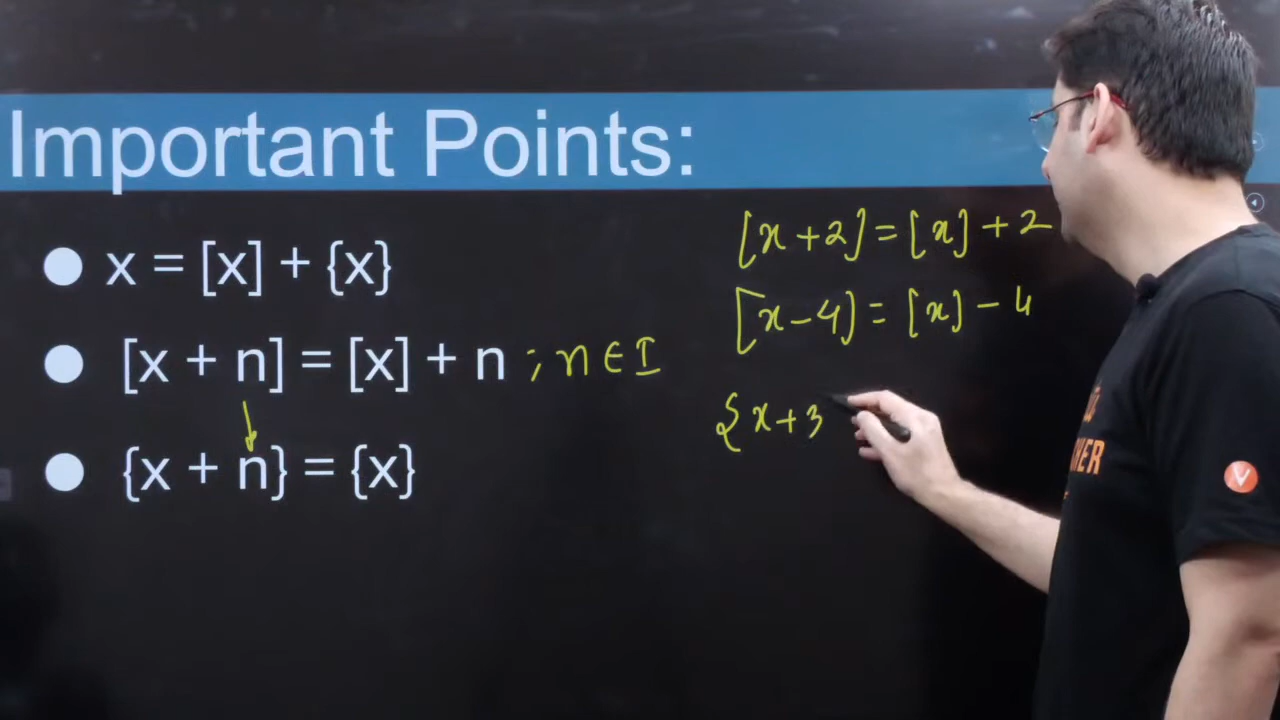 Important Points:
● x = [x] + {x}
● [x + n] = [x] + n ; n ∈ I
● {x + n} = {x}
[x+2] = [x] + 2
[x-4] = [x] - 4
{x+3
V